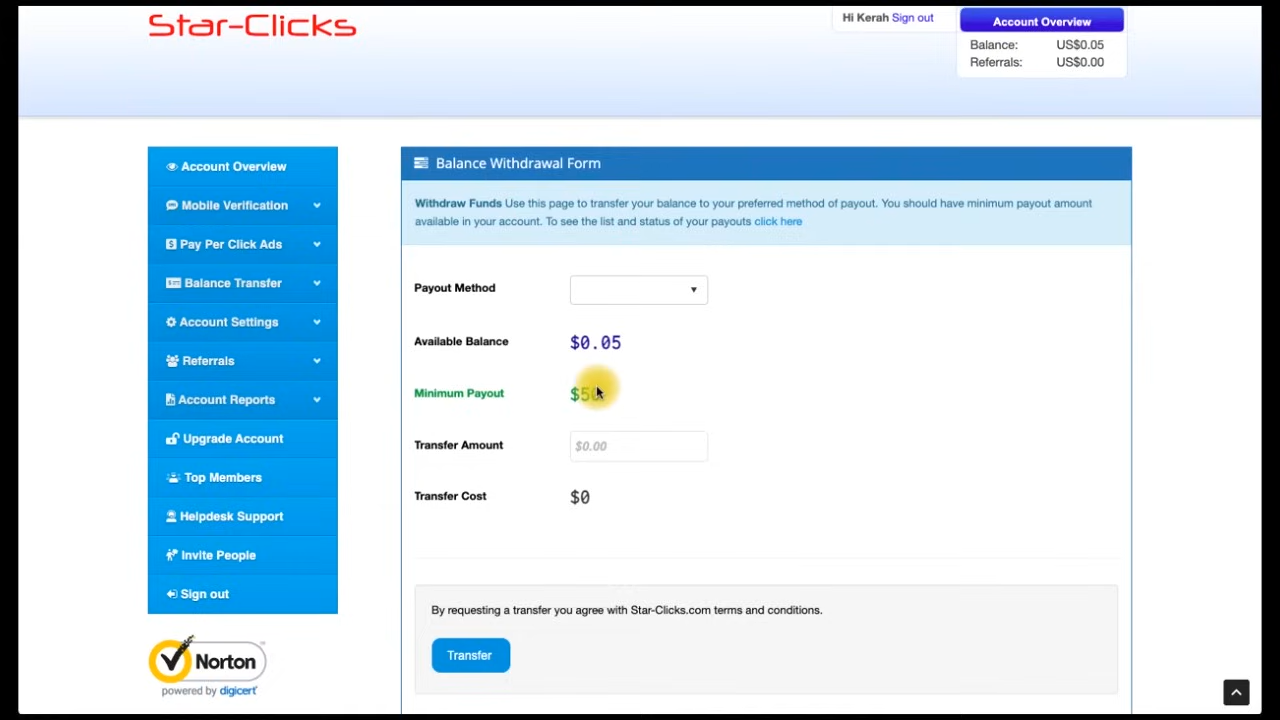 Star-Clicks
Hi Kerah Sign out
Account Overview
Balance: US$0.05
Referrals: US$0.00
Account Overview
Mobile Verification
Pay Per Click Ads
Balance Transfer
Account Settings
Referrals
Account Reports
Upgrade Account
Top Members
Helpdesk Support
Invite People
Sign out
Norton
powered by digicert
Balance Withdrawal Form
Withdraw Funds Use this page to transfer your balance to your preferred method of payout. You should have minimum payout amount
available in your account. To see the list and status of your payouts click here
Payout Method
Available Balance $0.05
Minimum Payout
Transfer Amount $0.00
Transfer Cost $0
By requesting a transfer you agree with Star-Clicks.com terms and conditions.
Transfer